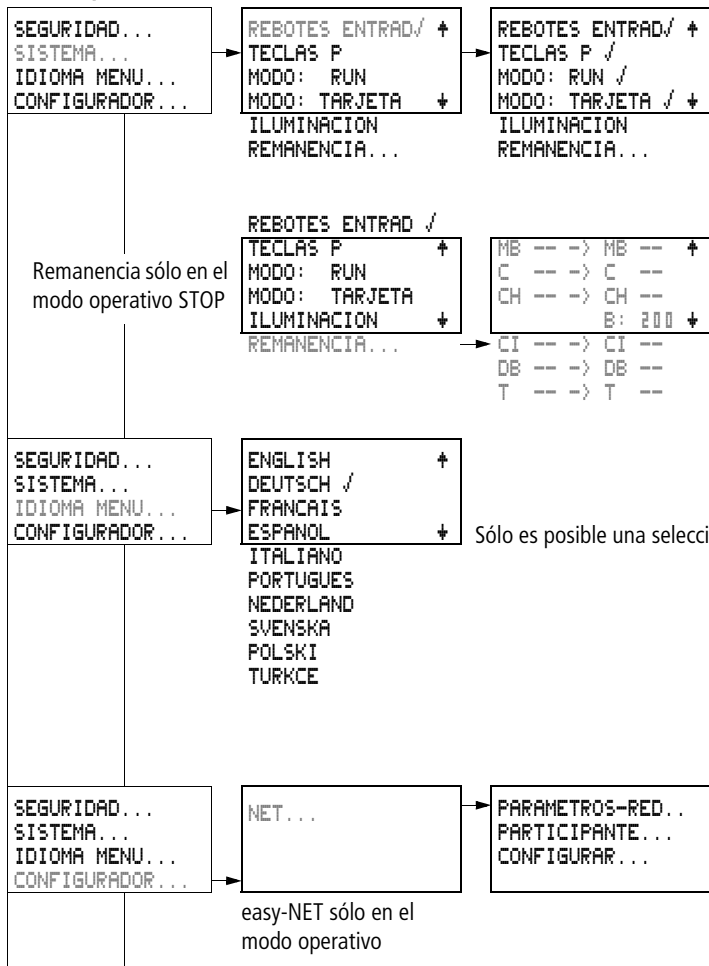 SEGURIDAD...
SISTEMA...
IDIOMA MENU...
CONFIGURADOR...
REBOTES ENTRAD√ ↑
TECLAS P
MODO: RUN
MODO: TARJETA ↓
ILUMINACION
REMANENCIA...
REBOTES ENTRAD√ ↑
TECLAS P √
MODO: RUN √
MODO: TARJETA √ ↓
ILUMINACION
REMANENCIA...
Remanencia sólo en el
modo operativo STOP
REBOTES ENTRAD √
TECLAS P ↑
MODO: RUN
MODO: TARJETA
ILUMINACION ↓
REMANENCIA...
MB -- -> MB -- ↑
C -- -> C --
CH -- -> CH --
B: 200 ↓
CI -- -> CI --
DB -- -> DB --
T -- -> T --
SEGURIDAD...
SISTEMA...
IDIOMA MENU...
CONFIGURADOR...
ENGLISH ↑
DEUTSCH √
FRANCAIS
ESPANOL ↓
ITALIANO
PORTUGUES
NEDERLAND
SVENSKA
POLSKI
TURKCE
Sólo es posible una selecci
SEGURIDAD...
SISTEMA...
IDIOMA MENU...
CONFIGURADOR...
NET...
easy-NET sólo en el
modo operativo
PARAMETROS-RED..
PARTICIPANTE...
CONFIGURAR...